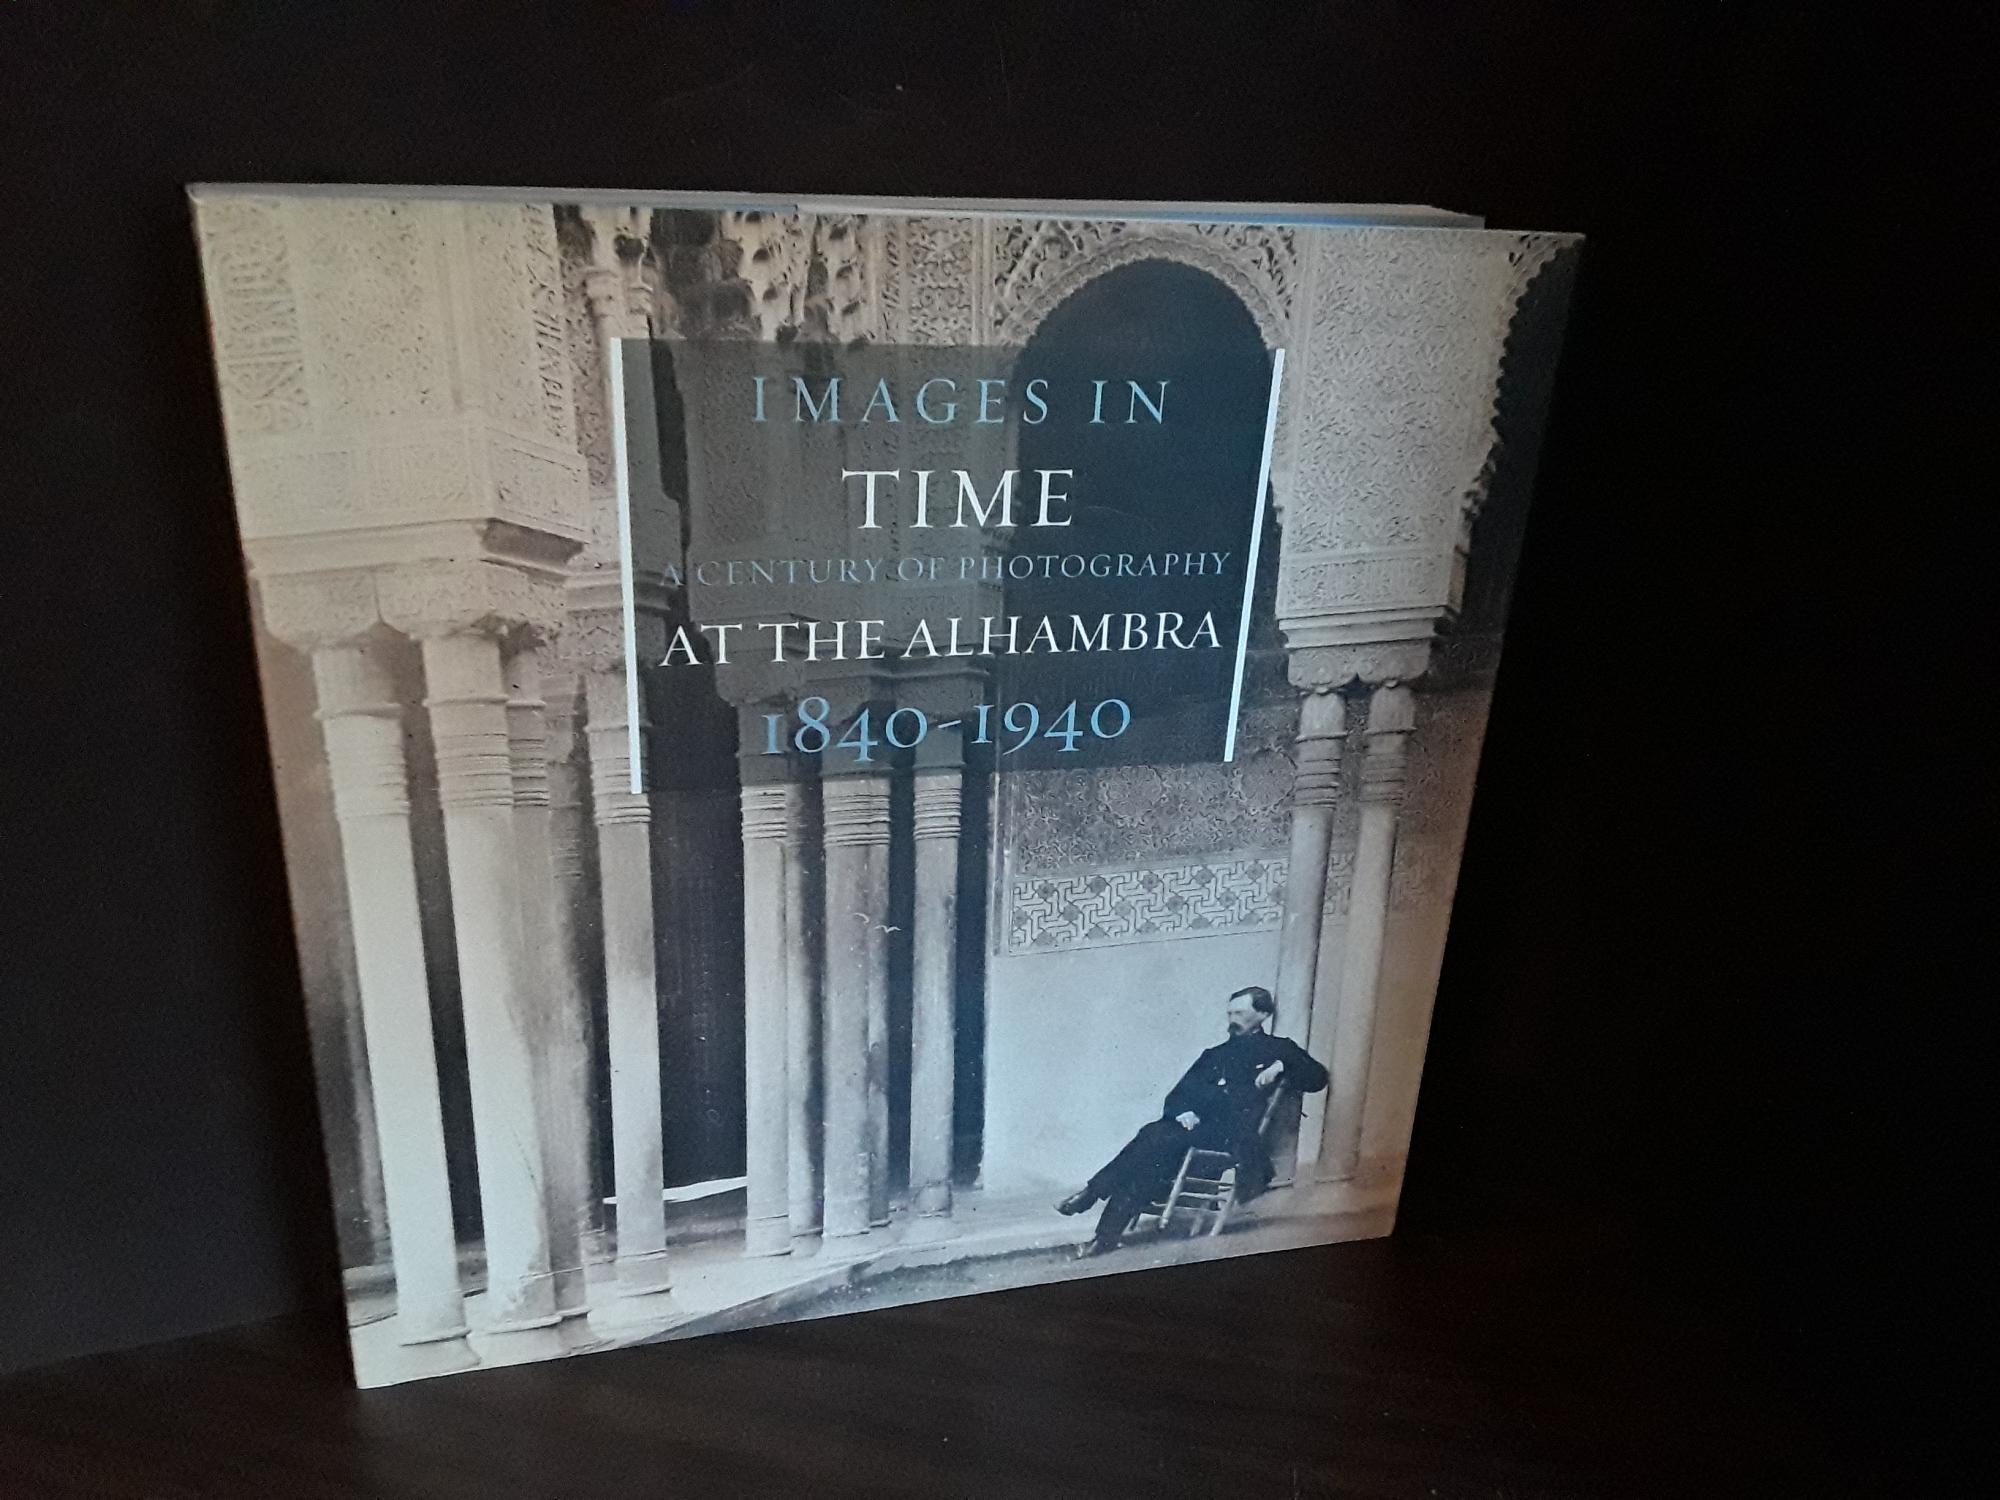 IMAGES IN
TIME
A CENTURY OF PHOTOGRAPHY
AT THE ALHAMBRA
1840-1940